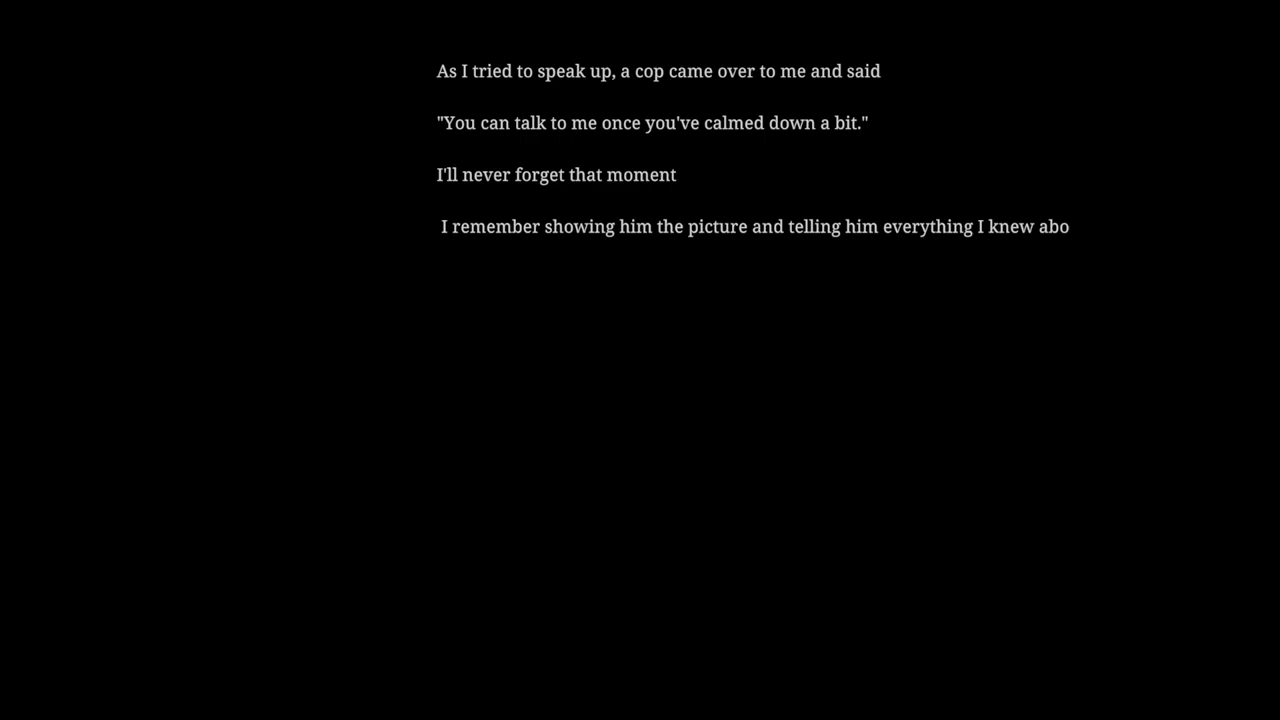 As I tried to speak up, a cop came over to me and said
"You can talk to me once you've calmed down a bit."
I'll never forget that moment
I remember showing him the picture and telling him everything I knew abo